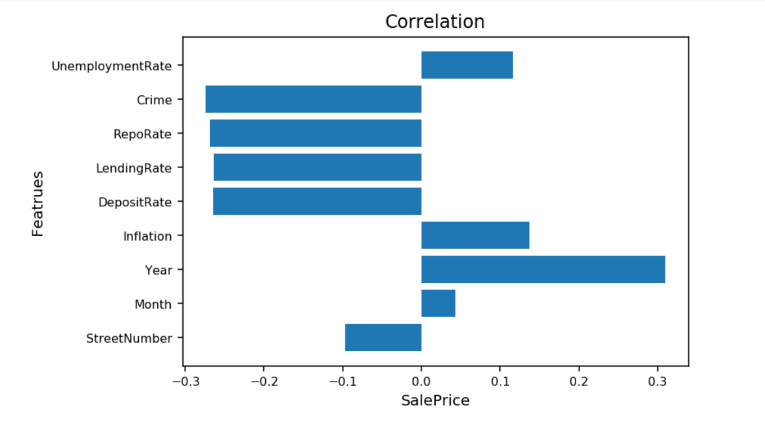 Correlation
UnemploymentRate
Crime
RepoRate
LendingRate
DepositRate
Inflation
Year
Month
StreetNumber
Featrues
−0.3 −0.2 −0.1 0.0 0.1 0.2 0.3
SalePrice